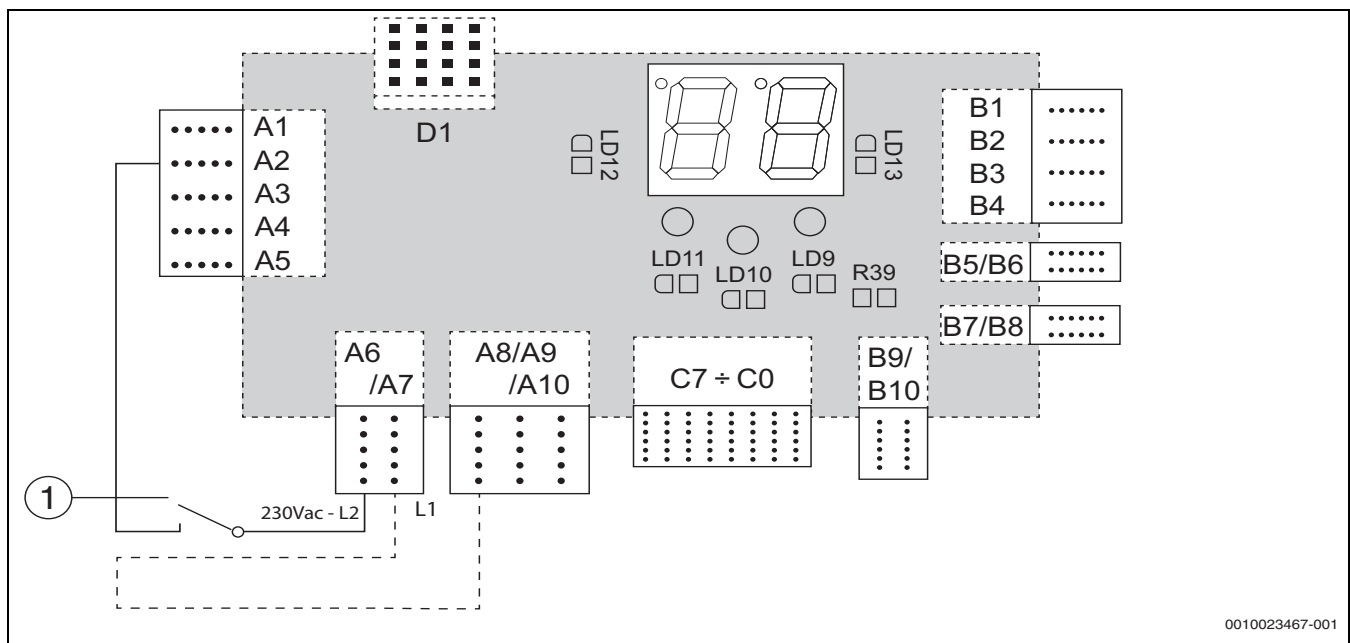 D1
A1
A2
A3
A4
A5
LD12
LD13
B1
B2
B3
B4
LD11
LD10
LD9
R39
B5/B6
B7/B8
A6
/A7
A8/A9
/A10
C7 ÷ C0
B9/
B10
1
230Vac - L2
L1
0010023467-001